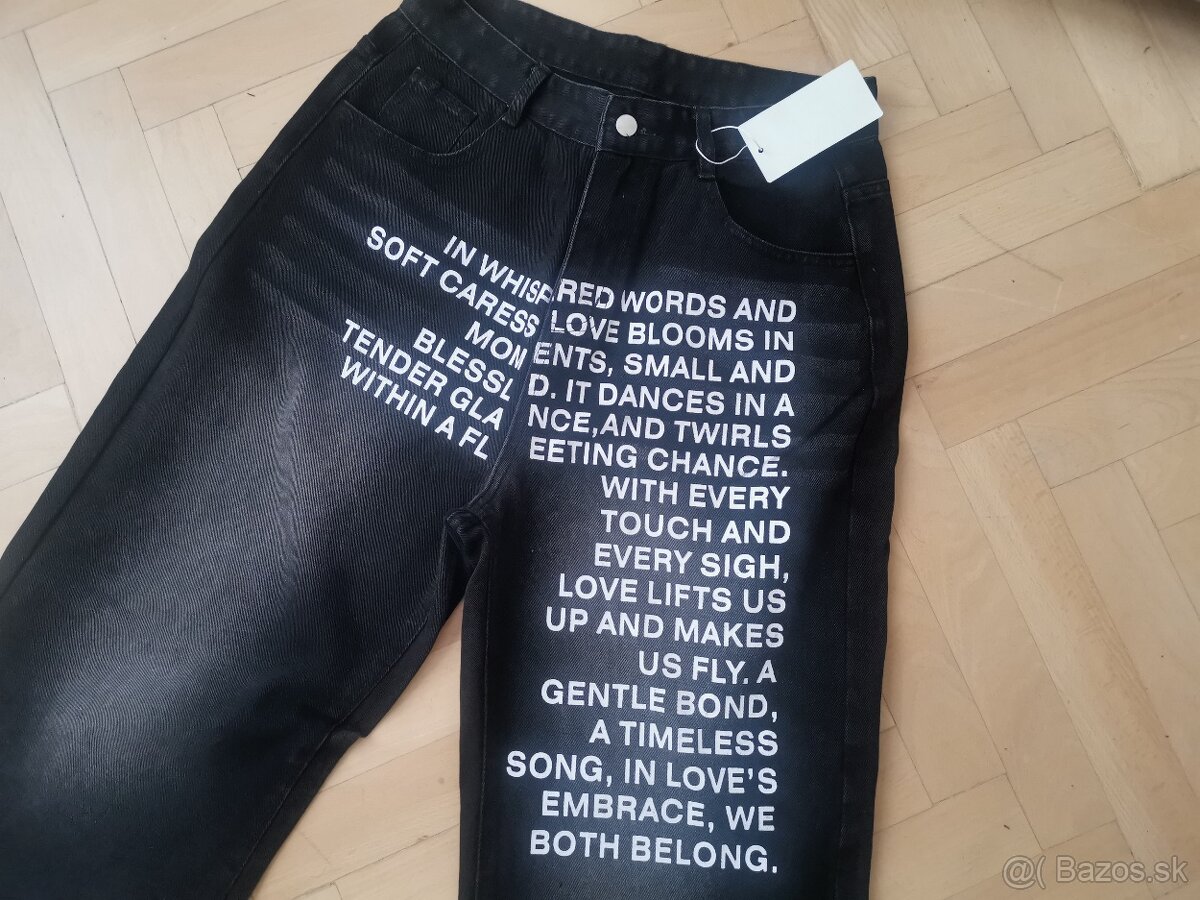 IN WHISPRED WORDS AND
SOFT CARESS LOVE BLOOMS IN
MOMENTS, SMALL AND
BLESSLD. IT DANCES IN A
TENDER GLANCE,AND TWIRLS
WITHIN A FLEETING CHANCE.
WITH EVERY
TOUCH AND
EVERY SIGH,
LOVE LIFTS US
UP AND MAKES
US FLY. A
GENTLE BOND,
A TIMELESS
SONG, IN LOVE'S
EMBRACE, WE
BOTH BELONG.
@( Bazos.sk